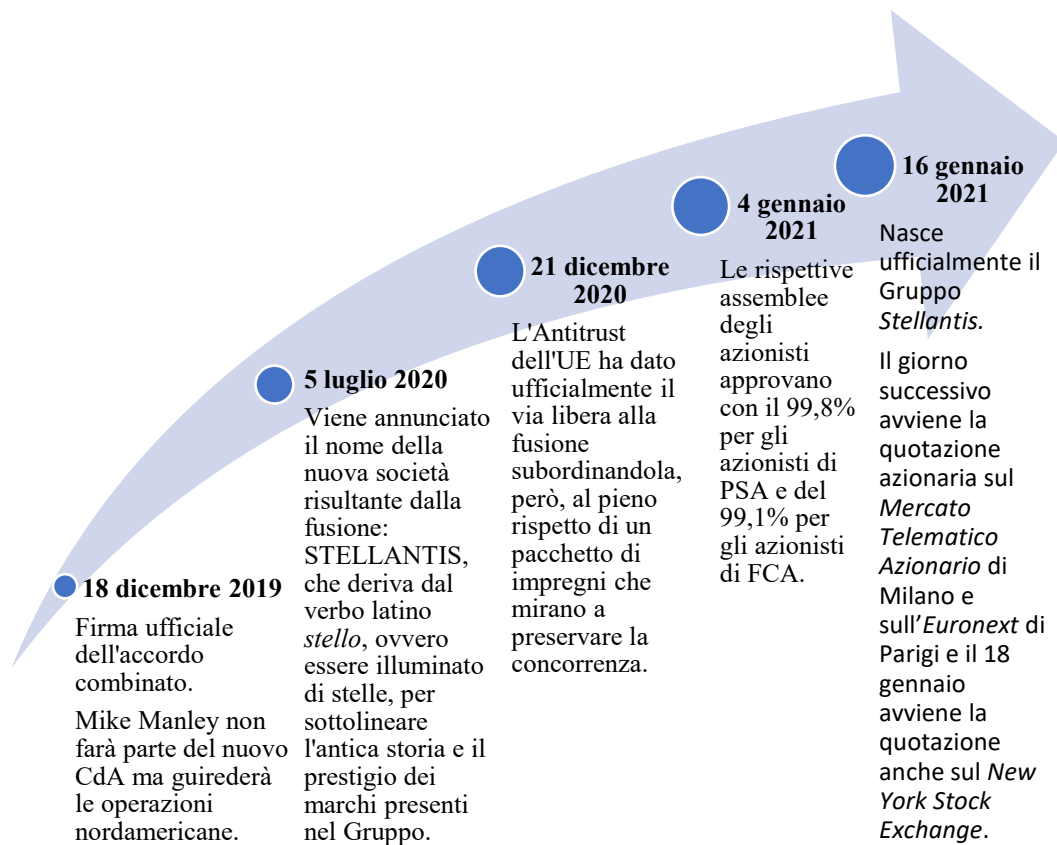 18 dicembre 2019
Firma ufficiale
dell'accordo
combinato.
Mike Manley non
farà parte del nuovo
CdA ma guirederà
le operazioni
nordamericane.
5 luglio 2020
Viene annunciato
il nome della
nuova società
risultante dalla
fusione:
STELLANTIS,
che deriva dal
verbo latino
stello, ovvero
essere illuminato
di stelle, per
sottolineare
l'antica storia e il
prestigio dei
marchi presenti
nel Gruppo.
21 dicembre
2020
L'Antitrust
dell'UE ha dato
ufficialmente il
via libera alla
fusione
subordinandola,
però, al pieno
rispetto di un
pacchetto di
impregni che
mirano a
preservare la
concorrenza.
4 gennaio
2021
Le rispettive
assemblee
degli
azionisti
approvano
con il 99,8%
per gli
azionisti di
PSA e del
99,1% per
gli azionisti
di FCA.
16 gennaio
2021
Nasce
ufficialmente il
Gruppo
Stellantis.
Il giorno
successivo
avviene la
quotazione
azionaria sul
Mercato
Telematico
Azionario di
Milano e
sull’Euronext di
Parigi e il 18
gennaio
avviene la
quotazione
anche sul New
York Stock
Exchange.